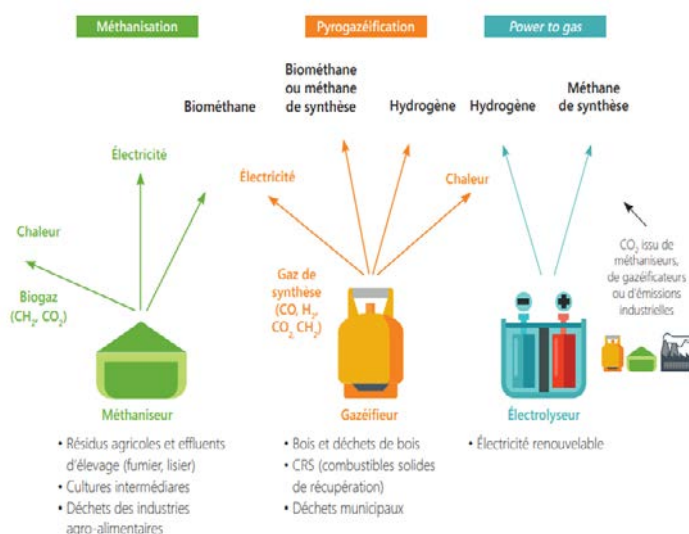 Méthanisation
Pyrogazéification
Power to gas
Biométhane
ou méthane
de synthèse
Méthane
de synthèse
Biométhane
Hydrogène
Hydrogène
Électricité
Électricité
Chaleur
Chaleur
CO2 issu de
méthaniseurs,
de gazéificateurs
ou d'émissions
industrielles
Biogaz
(CH2, CO2)
Gaz de
synthèse
(CO, H2,
CO2, CH2)
Méthaniseur
Gazéifieur
Électrolyseur
• Résidus agricoles et effluents
d'élevage (fumier, lisier)
• Cultures intermédiaires
• Déchets des industries
agro-alimentaires
• Bois et déchets de bois
• CRS (combustibles solides
de récupération)
• Déchets municipaux
• Électricité renouvelable